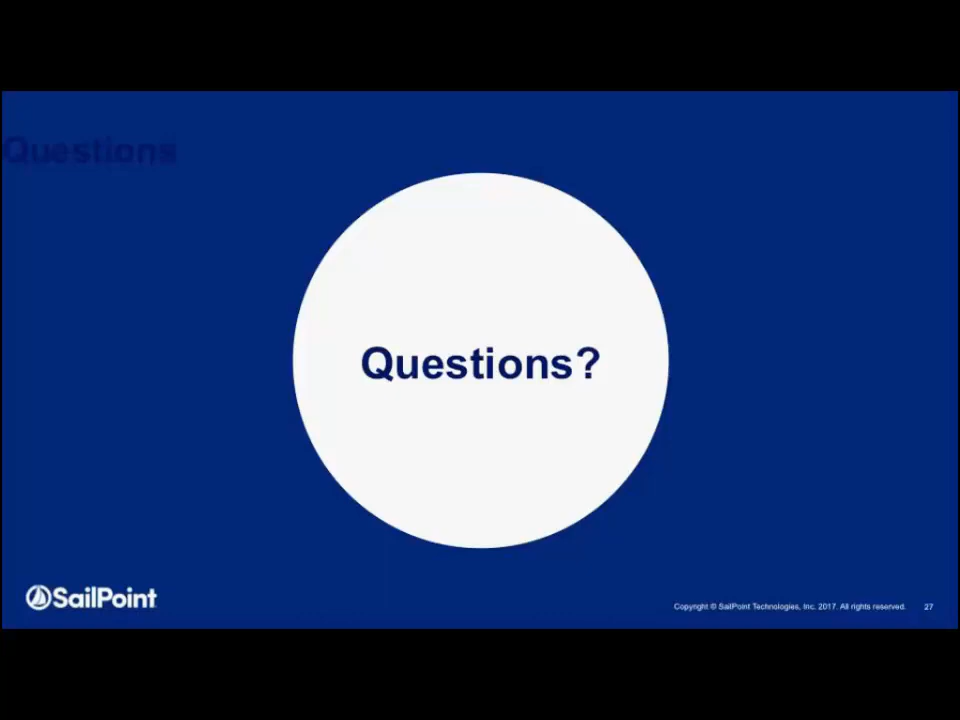 Questions
Questions?
SailPoint
Copyright © SailPoint Technologies, Inc. 2017. All rights reserved. 27